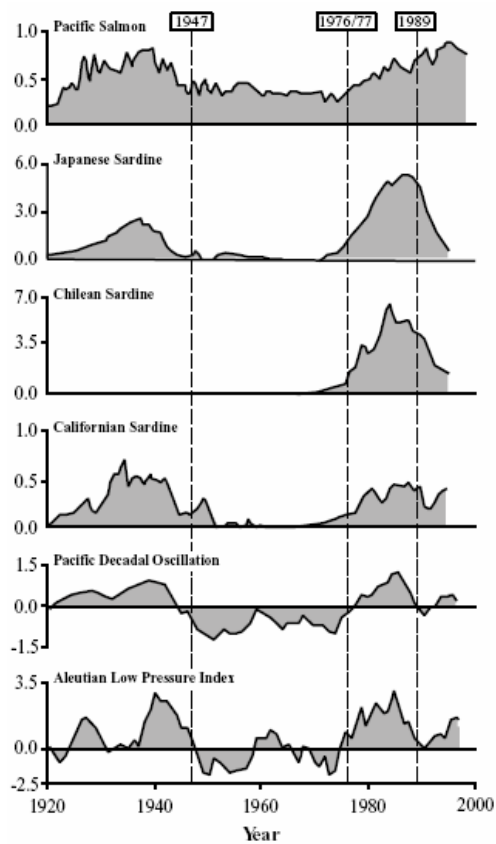 1947 1976/77 1989
Pacific Salmon
1.0
0.5
0.0
Japanese Sardine
6.0
3.0
0.0
Chilean Sardine
7.0
3.5
0.0
Californian Sardine
1.0
0.5
0.0
Pacific Decadal Oscillation
1.5
0.0
-1.5
Aleutian Low Pressure Index
3.5
0.0
-2.5
1920 1940 1960 1980 2000
Year